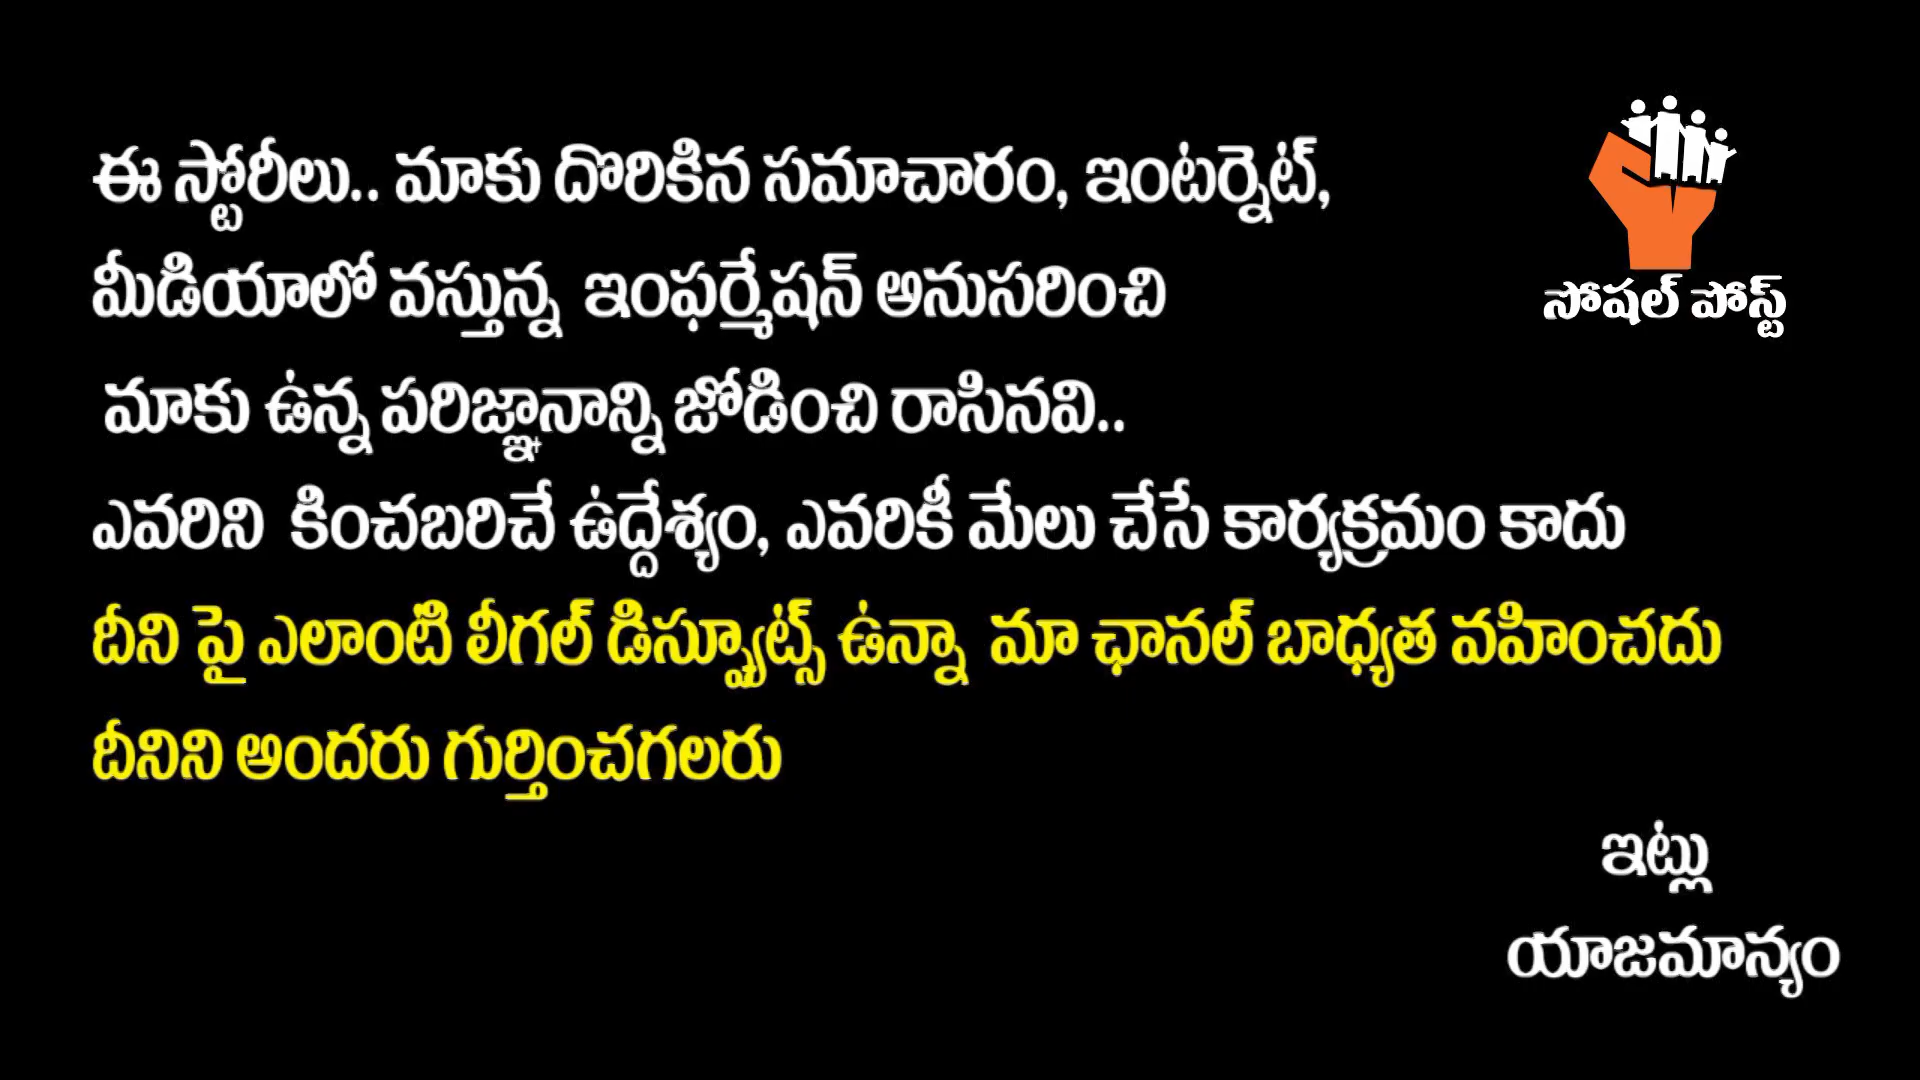 ఈ స్టోరీలు.. మాకు దొరికిన సమాచారం, ఇంటర్నెట్,
మీడియాలో వస్తున్న ఇంఫర్మేషన్ అనుసరించి
మాకు ఉన్న పరిజ్ఞానాన్ని జోడించి రాసినవి..
ఎవరిని కించబరిచే ఉద్దేశ్యం, ఎవరికీ మేలు చేసే కార్యక్రమం కాదు
దీని పై ఎలాంటి లీగల్ డిస్ప్యూట్స్ ఉన్నా మా ఛానల్ బాధ్యత వహించదు
దీనిని అందరు గుర్తించగలరు
ఇట్లు
యాజమాన్యం
సోషల్ పోస్ట్